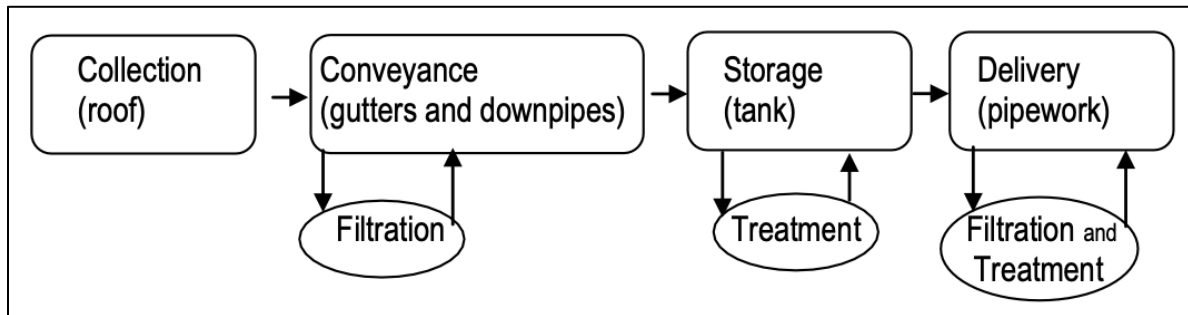 Collection
(roof)
Conveyance
(gutters and downpipes)
Storage
(tank)
Delivery
(pipework)
Filtration
Treatment
Filtration and
Treatment